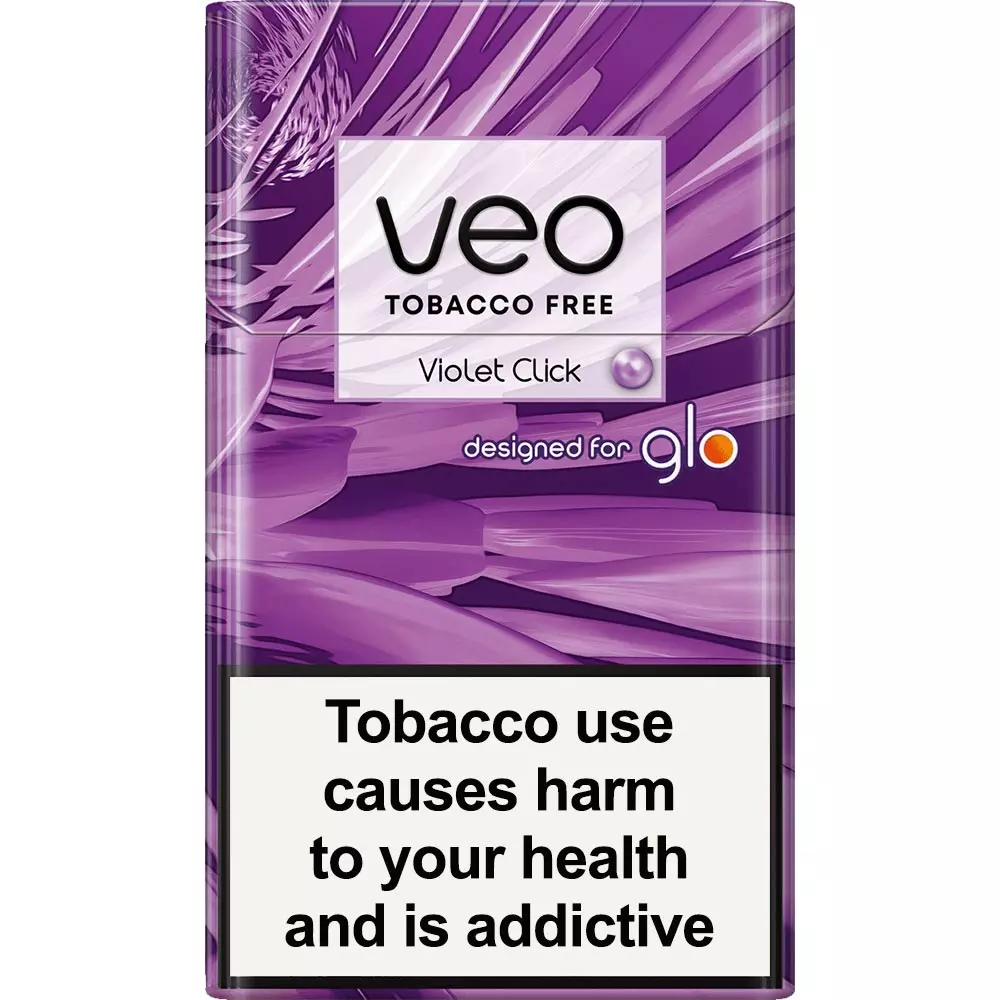 veo
TOBACCO FREE
Violet Click
designed for glo
Tobacco use
causes harm
to your health
and is addictive